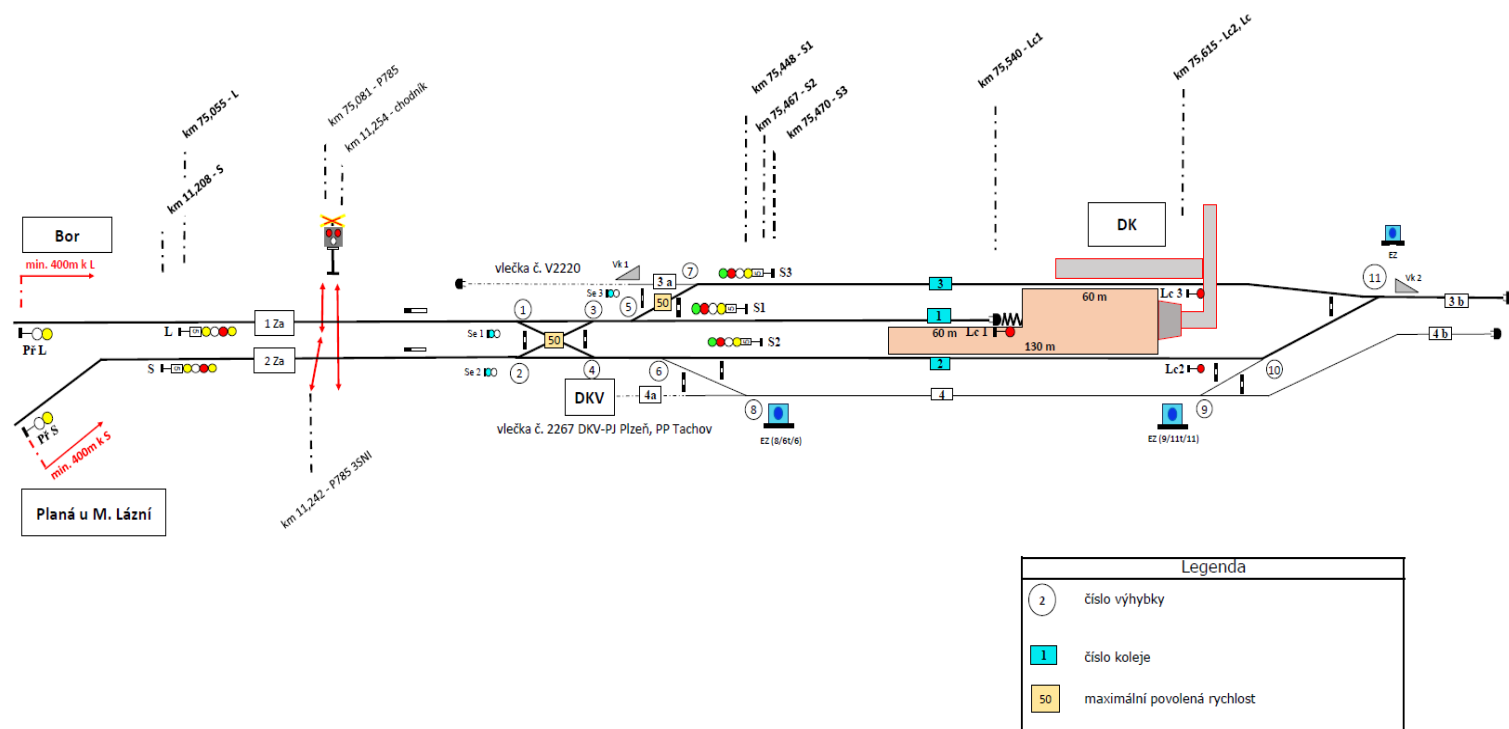 km 75,055 - L
km 11,208 - S
km 75,081 - P785
km 11,254 - chodník
km 75,448 - S1
km 75,467 - S2
km 75,470 - S3
km 75,540 - Lc1
km 75,615 - Lc2, Lc
Bor
min. 400m k L
DK
EZ
vlečka č. V2220
Vk 1
3 a
7
S3
3
11
Vk 2
Se 3
5
50
60 m
Lc 3
3 b
Př L
L
1 Za
Se 1
1
3
S1
1
Lc 1
60 m
4 b
50
S2
130 m
S
2 Za
Se 2
2
4
6
2
Lc2
10
Př S
min. 400m k S
DKV
4a
8
4
9
EZ (8/6t/6)
EZ (9/11t/11)
vlečka č. 2267 DKV-PJ Plzeň, PP Tachov
km 11,242 - P785 3SNI
Planá u M. Lázní
Legenda
2 číslo výhybky
1 číslo koleje
50 maximální povolená rychlost